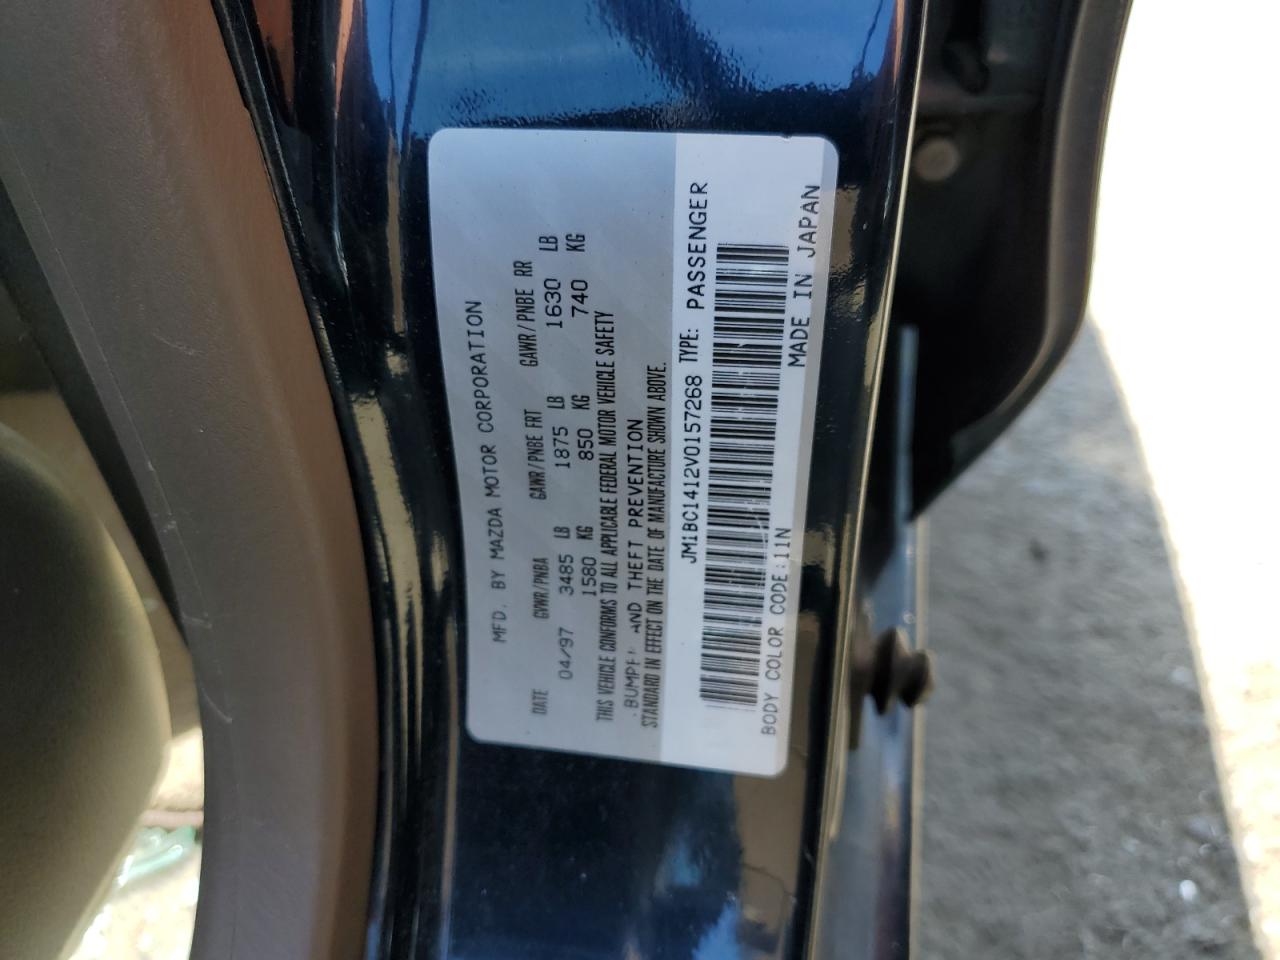 MFD. BY MAZDA MOTOR CORPORATION
DATE GVWR/PNBA GAWR/PNBE FRT GAWR/PNBE RR
04/97 3485 LB 1875 LB 1630 LB
1580 KG 850 KG 740 KG
THIS VEHICLE CONFORMS TO ALL APPLICABLE FEDERAL MOTOR VEHICLE SAFETY
AND THEFT PREVENTION
STANDARD IN EFFECT ON THE DATE OF MANUFACTURE SHOWN ABOVE.
JM1BC1412V0157268 TYPE: PASSENGER
BODY COLOR CODE:11N MADE IN JAPAN